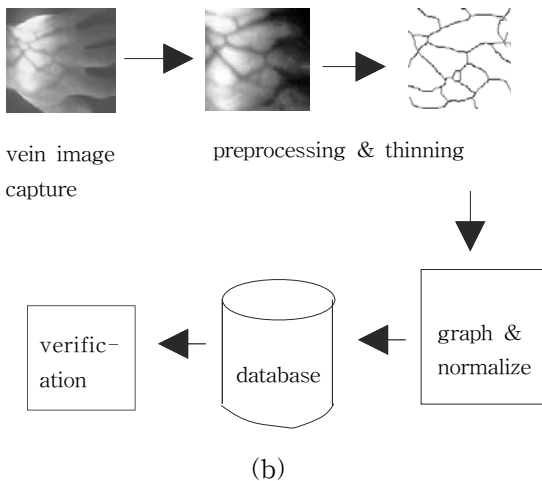 vein image
capture
preprocessing & thinning
graph &
normalize
database
verific-
ation
(b)